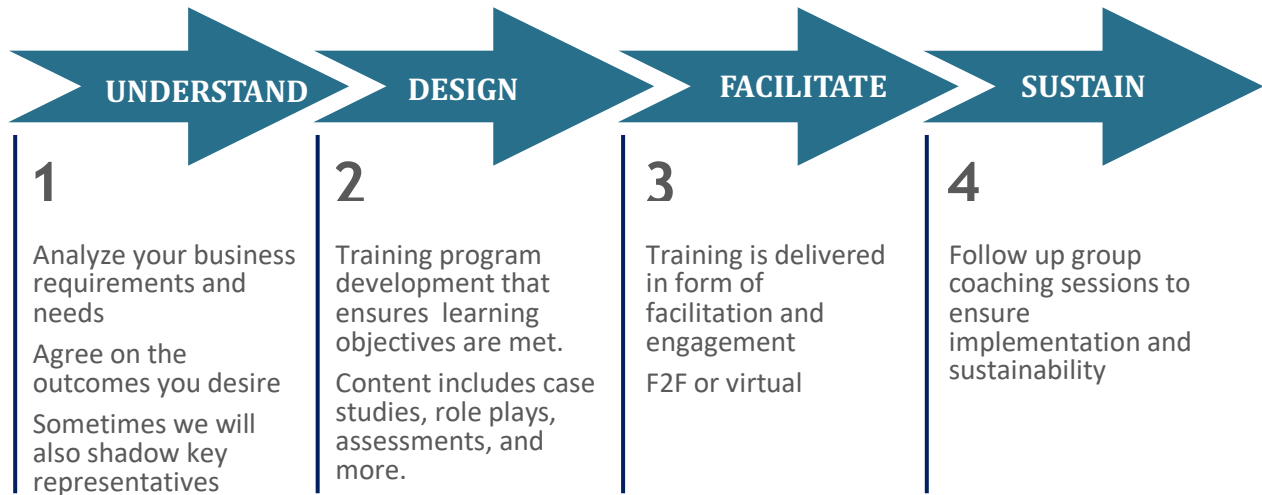 UNDERSTAND
DESIGN
FACILITATE
SUSTAIN
1
Analyze your business
requirements and
needs
Agree on the
outcomes you desire
Sometimes we will
also shadow key
representatives
2
Training program
development that
ensures learning
objectives are met.
Content includes case
studies, role plays,
assessments, and
more.
3
Training is delivered
in form of
facilitation and
engagement
F2F or virtual
4
Follow up group
coaching sessions to
ensure
implementation and
sustainability